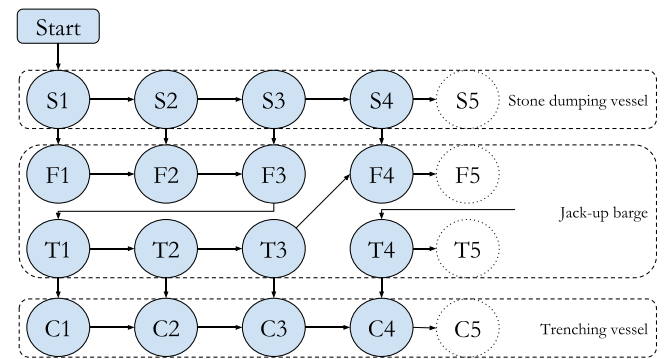 Start
S1 S2 S3 S4 S5 Stone dumping vessel
F1 F2 F3 F4 F5
Jack-up barge
T1 T2 T3 T4 T5
C1 C2 C3 C4 C5 Trenching vessel